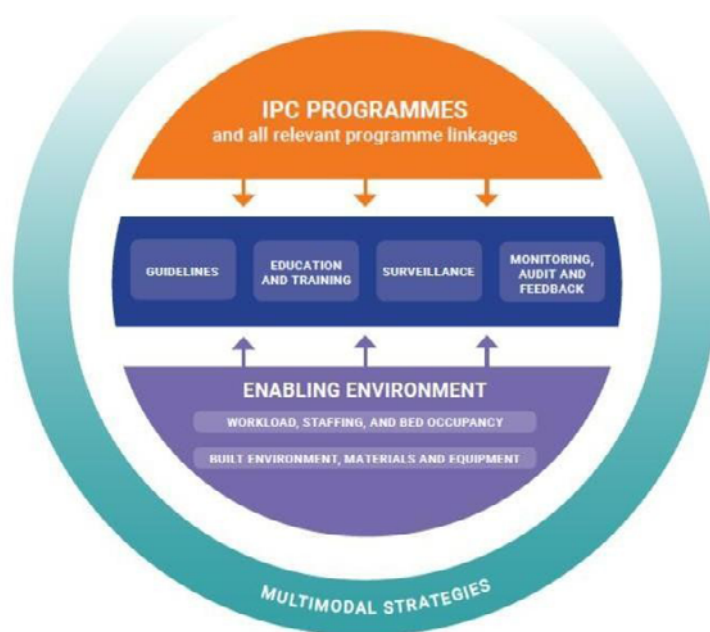 IPC PROGRAMMES
and all relevant programme linkages
GUIDELINES
EDUCATION
AND TRAINING
SURVEILLANCE
MONITORING,
AUDIT AND
FEEDBACK
ENABLING ENVIRONMENT
WORKLOAD, STAFFING, AND BED OCCUPANCY
BUILT ENVIRONMENT, MATERIALS AND EQUIPMENT
MULTIMODAL STRATEGIES